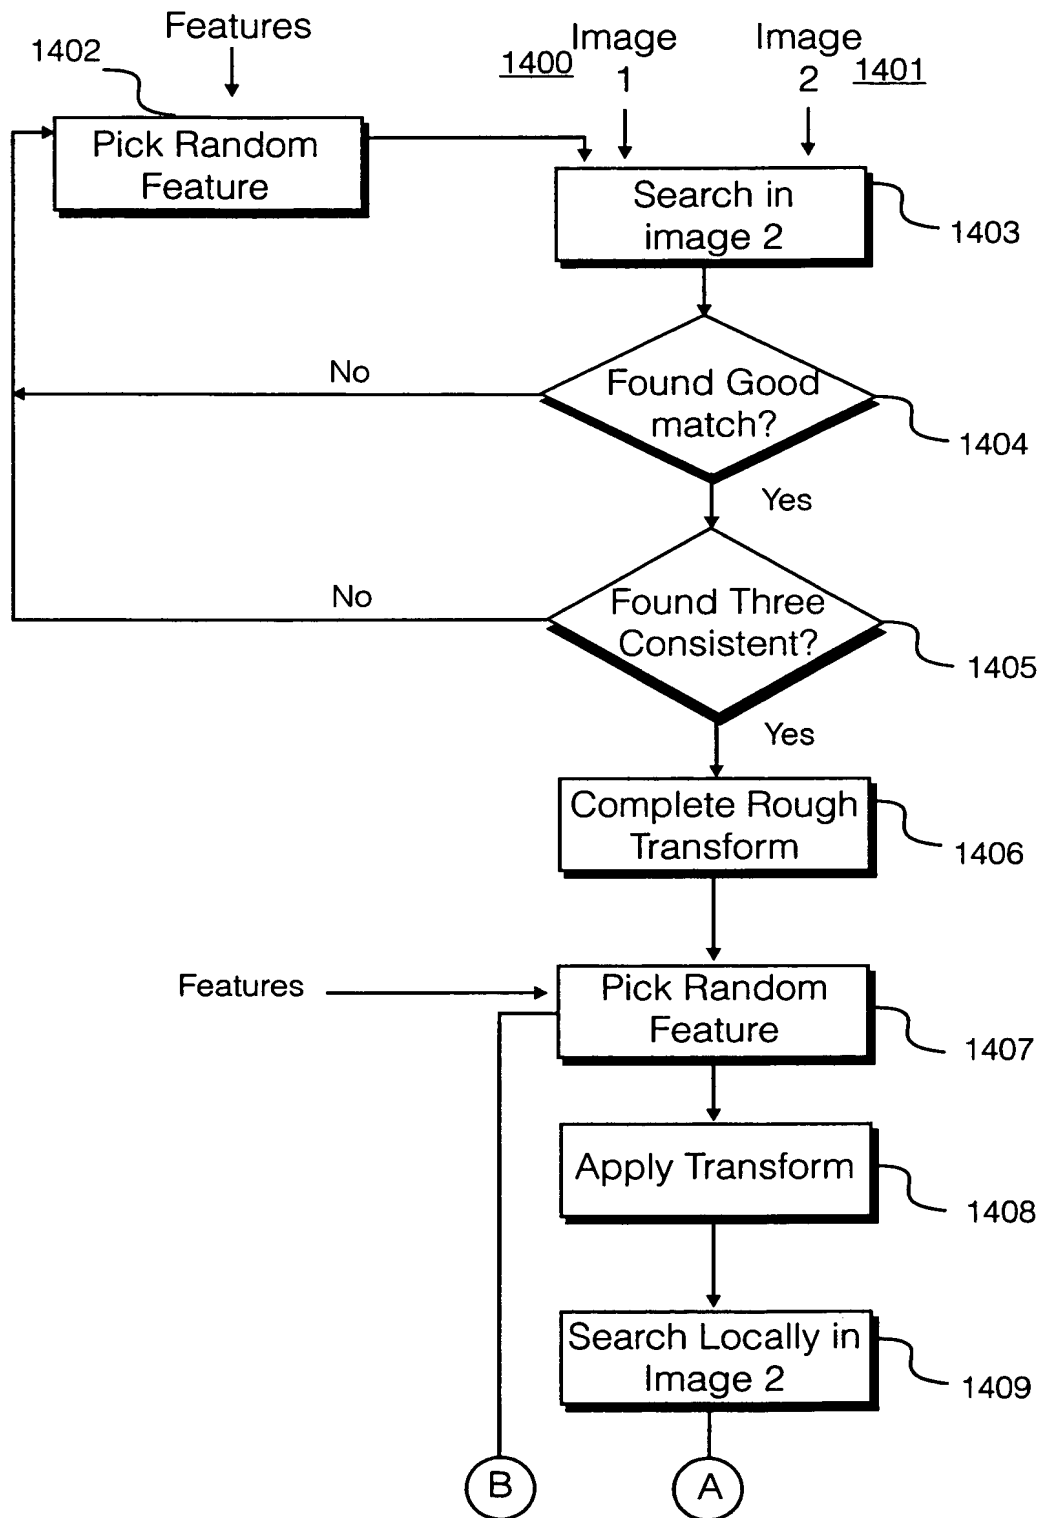 Features
1402
Pick Random
Feature
1400
Image
1
Image
2
1401
Search in
image 2
1403
No
Found Good
match?
1404
Yes
No
Found Three
Consistent?
1405
Yes
Complete Rough
Transform
1406
Features
Pick Random
Feature
1407
Apply Transform
1408
Search Locally in
Image 2
1409
B
A